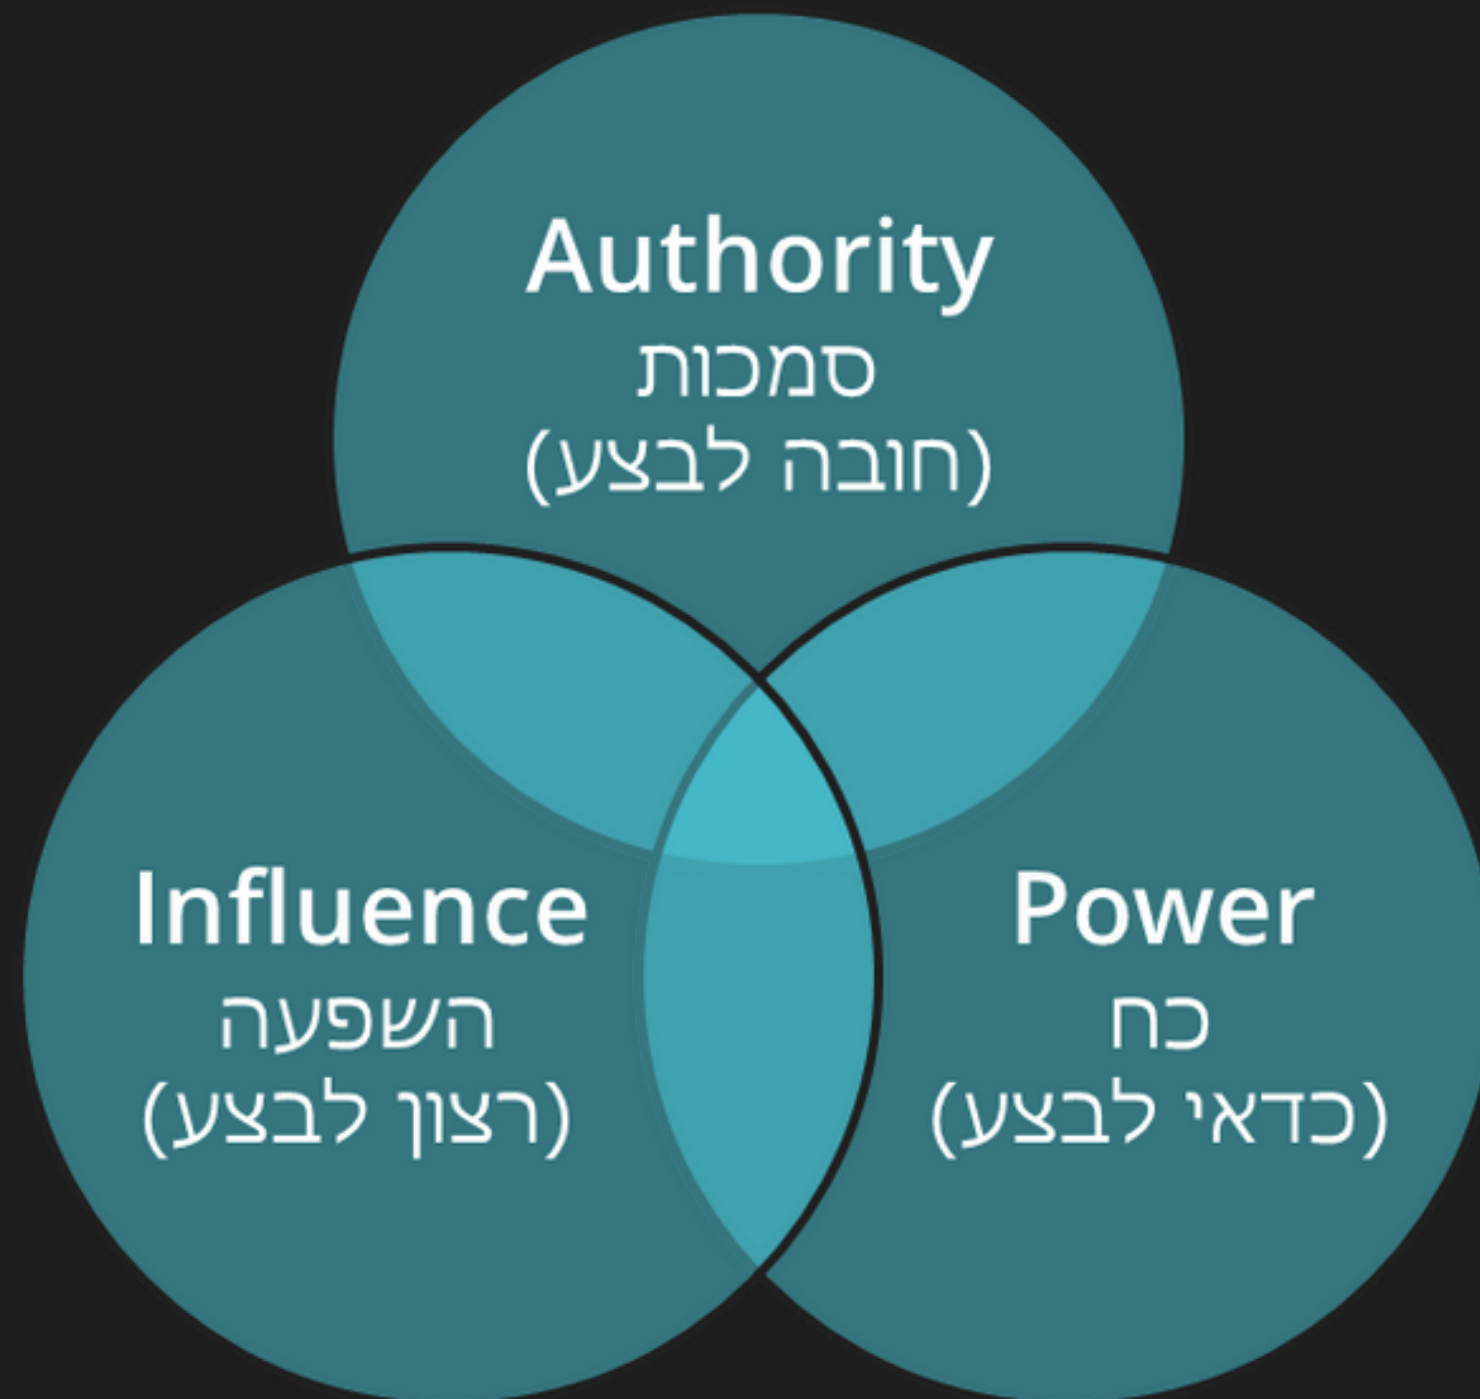 Authority
סמכות
(חובה לבצע)
Influence
השפעה
(רצון לבצע)
Power
כח
(כדאי לבצע)